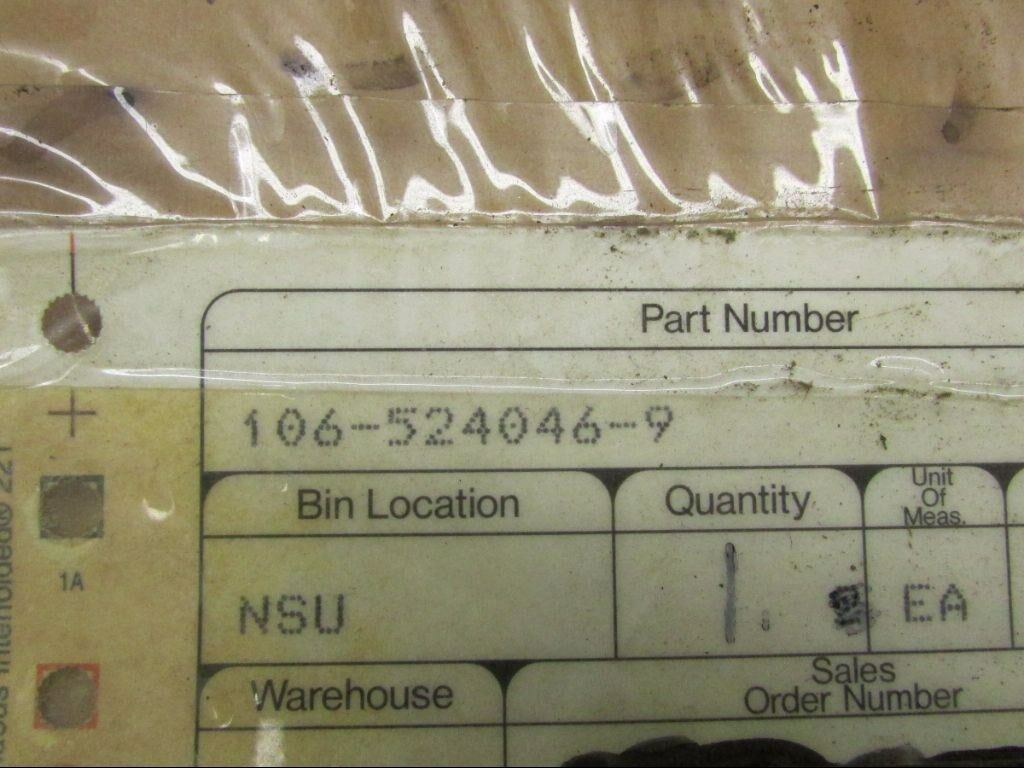 Part Number
106-524046-9
Bin Location
Quantity
Unit
Of
Meas.
NSU
1.
EA
Warehouse
Sales
Order Number
1A